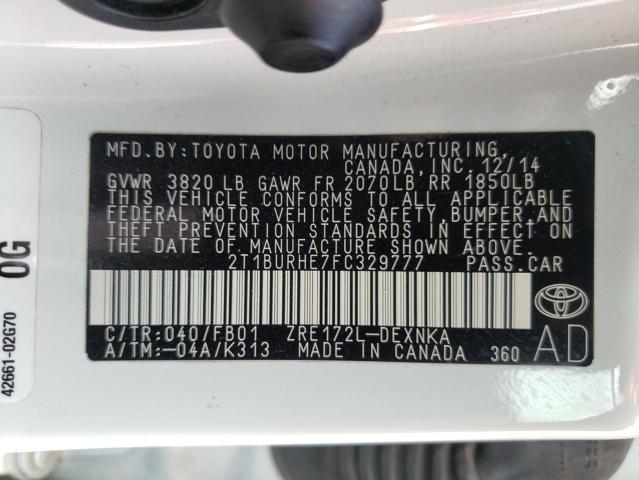 MFD.BY:TOYOTA MOTOR MANUFACTURING
CANADA, INC. 12/14
GVWR 3820 LB GAWR FR 2070LB RR 1850LB
THIS VEHICLE CONFORMS TO ALL APPLICABLE
FEDERAL MOTOR VEHICLE SAFETY,BUMPER,AND
THEFT PREVENTION STANDARDS IN EFFECT ON
THE DATE OF MANUFACTURE SHOWN ABOVE.
2T1BURHE7FC329777 PASS.CAR
C/TR:040/FB01 ZRE172L-DEXNKA
A/TM:-04A/K313 MADE IN CANADA 360
AD
0G
42661-02G70